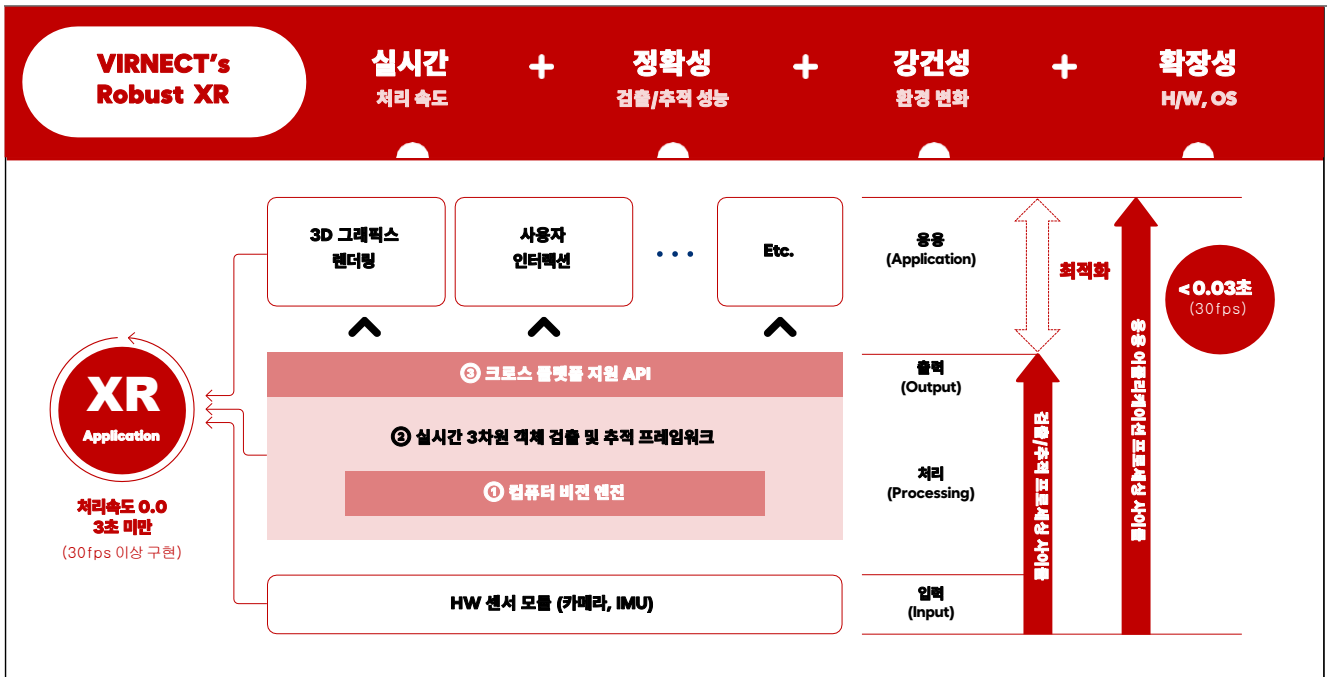 VIRNECT's
Robust XR
실시간 + 정확성 + 강건성 + 확장성
처리 속도 검출/추적 성능 환경 변화 H/W, OS
3D 그래픽스
렌더링
사용자
인터랙션
• • •
Etc.
응용
(Application)
최적화
<0.03초
(30fps)
③ 크로스 플랫폼 지원 API
출력
(Output)
XR
Application
② 실시간 3차원 객체 검출 및 추적 프레임워크
① 컴퓨터 비젼 엔진
처리
(Processing)
검출/추적 프로세싱 사이클
응용 어플리케이션 프로세싱 사이클
처리속도 0.0
3초 미만
(30fps 이상 구현)
HW 센서 모듈 (카메라, IMU)
입력
(Input)